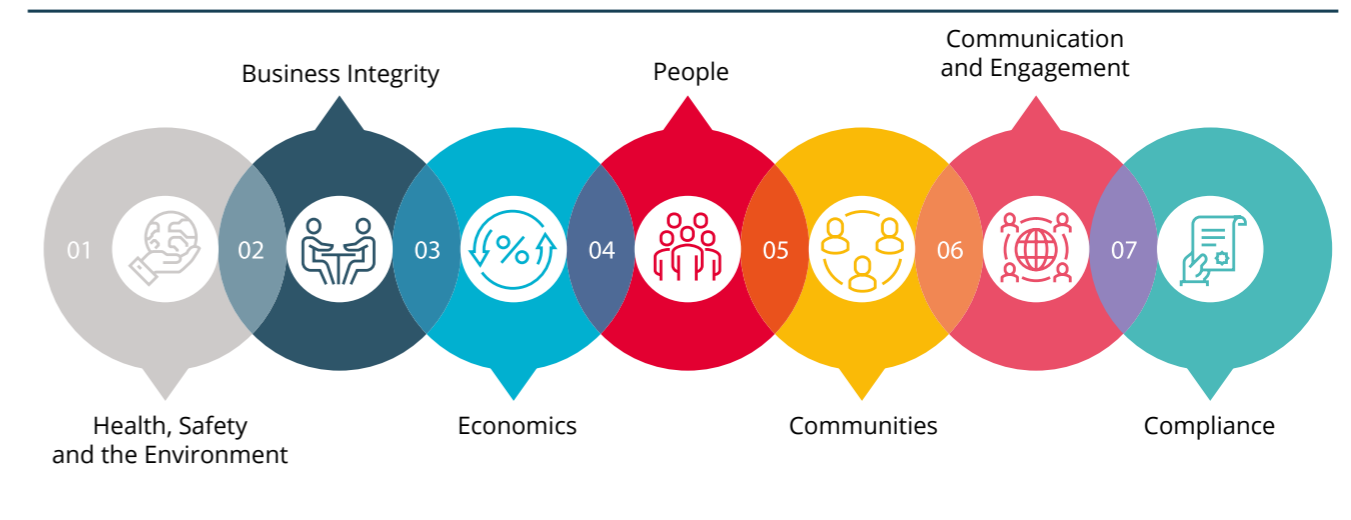 Communication
and Engagement
Business Integrity
People
01
02
03
04
05
06
07
%
Health, Safety
and the Environment
Economics
Communities
Compliance